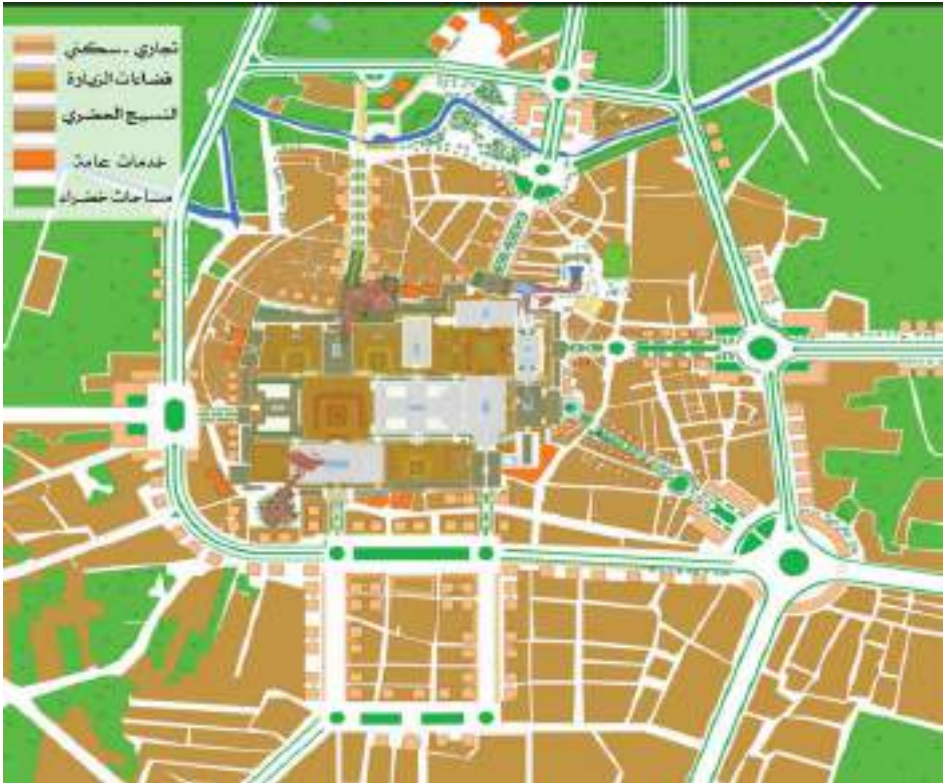 تجاري - سكني
فضاءات الزيارة
النسيج الحضري
خدمات عامة
مساحات خضراء